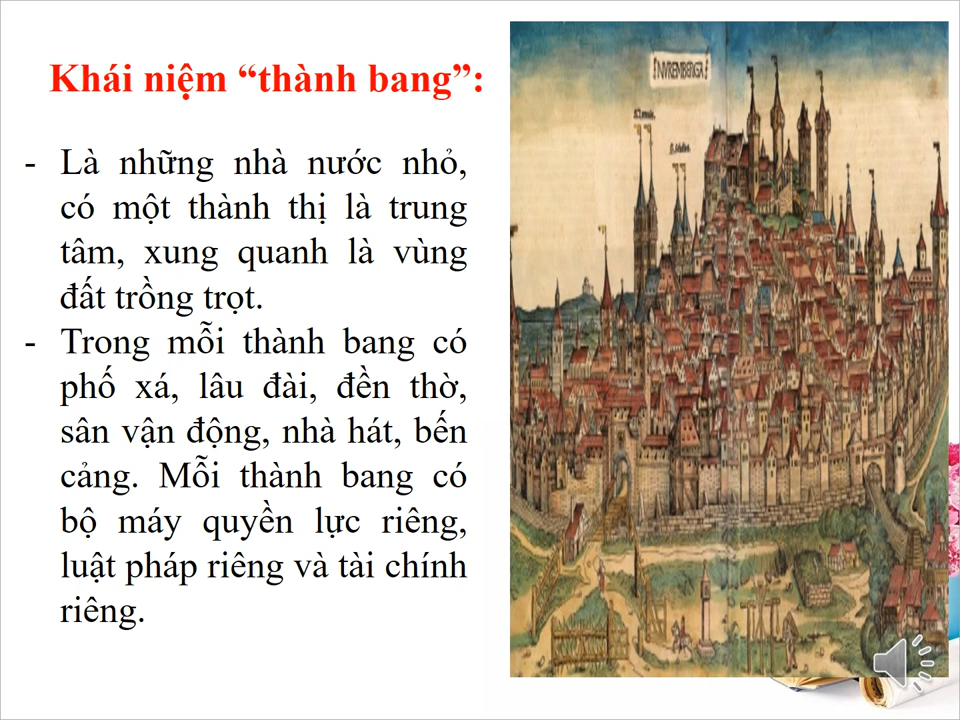 Khái niệm “thành bang”:
- Là những nhà nước nhỏ,
có một thành thị là trung
tâm, xung quanh là vùng
đất trồng trọt.
- Trong mỗi thành bang có
phố xá, lâu đài, đền thờ,
sân vận động, nhà hát, bến
cảng. Mỗi thành bang có
bộ máy quyền lực riêng,
luật pháp riêng và tài chính
riêng.
NVREMBERGA